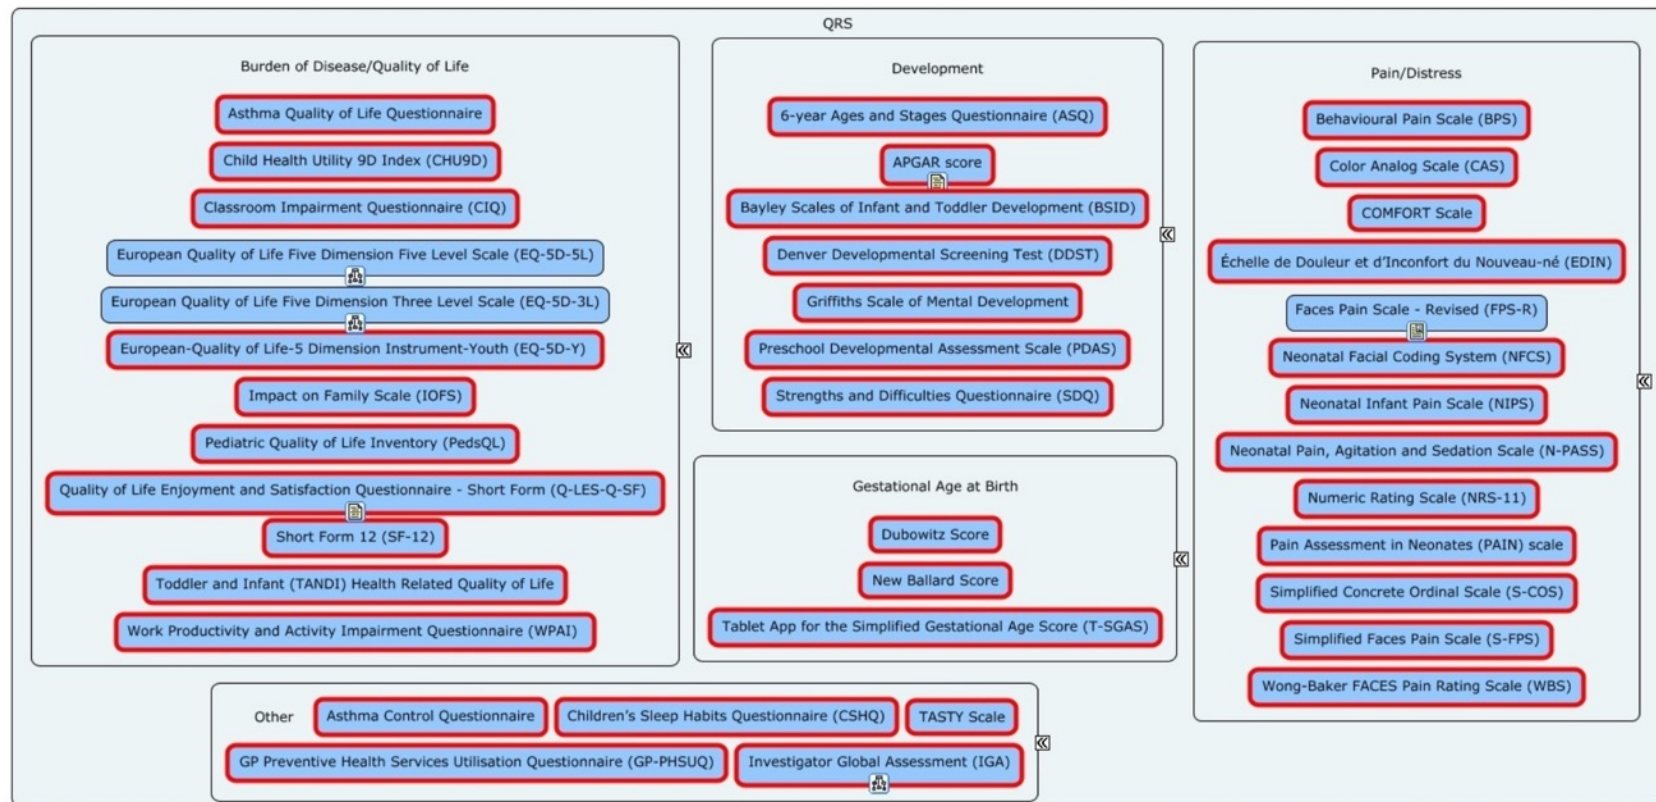 QRS
Burden of Disease/Quality of Life
Asthma Quality of Life Questionnaire
Child Health Utility 9D Index (CHU9D)
Classroom Impairment Questionnaire (CIQ)
European Quality of Life Five Dimension Five Level Scale (EQ-5D-5L)
European Quality of Life Five Dimension Three Level Scale (EQ-5D-3L)
European-Quality of Life-5 Dimension Instrument-Youth (EQ-5D-Y)
Impact on Family Scale (IOFS)
Pediatric Quality of Life Inventory (PedsQL)
Quality of Life Enjoyment and Satisfaction Questionnaire - Short Form (Q-LES-Q-SF)
Short Form 12 (SF-12)
Toddler and Infant (TANDI) Health Related Quality of Life
Work Productivity and Activity Impairment Questionnaire (WPAI)
Development
6-year Ages and Stages Questionnaire (ASQ)
APGAR score
Bayley Scales of Infant and Toddler Development (BSID)
Denver Developmental Screening Test (DDST)
Griffiths Scale of Mental Development
Preschool Developmental Assessment Scale (PDAS)
Strengths and Difficulties Questionnaire (SDQ)
Gestational Age at Birth
Dubowitz Score
New Ballard Score
Tablet App for the Simplified Gestational Age Score (T-SGAS)
Pain/Distress
Behavioural Pain Scale (BPS)
Color Analog Scale (CAS)
COMFORT Scale
Échelle de Douleur et d'Inconfort du Nouveau-né (EDIN)
Faces Pain Scale - Revised (FPS-R)
Neonatal Facial Coding System (NFCS)
Neonatal Infant Pain Scale (NIPS)
Neonatal Pain, Agitation and Sedation Scale (N-PASS)
Numeric Rating Scale (NRS-11)
Pain Assessment in Neonates (PAIN) scale
Simplified Concrete Ordinal Scale (S-COS)
Simplified Faces Pain Scale (S-FPS)
Wong-Baker FACES Pain Rating Scale (WBS)
Other
Asthma Control Questionnaire
Children's Sleep Habits Questionnaire (CSHQ)
TASTY Scale
GP Preventive Health Services Utilisation Questionnaire (GP-PHSUQ)
Investigator Global Assessment (IGA)